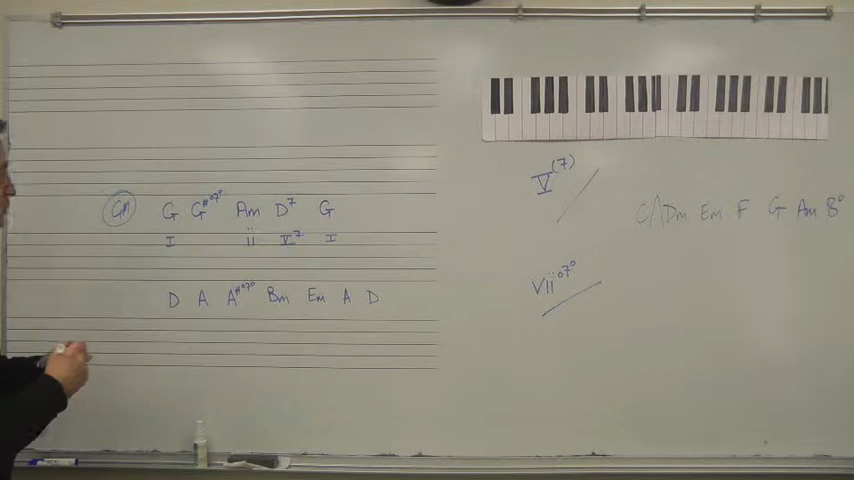 V(7)
C/Dm Em F G Am B°
GM G G#°7° Am D7 G
I ii V7 I
vii°7°
D A A#°7° Bm Em A D